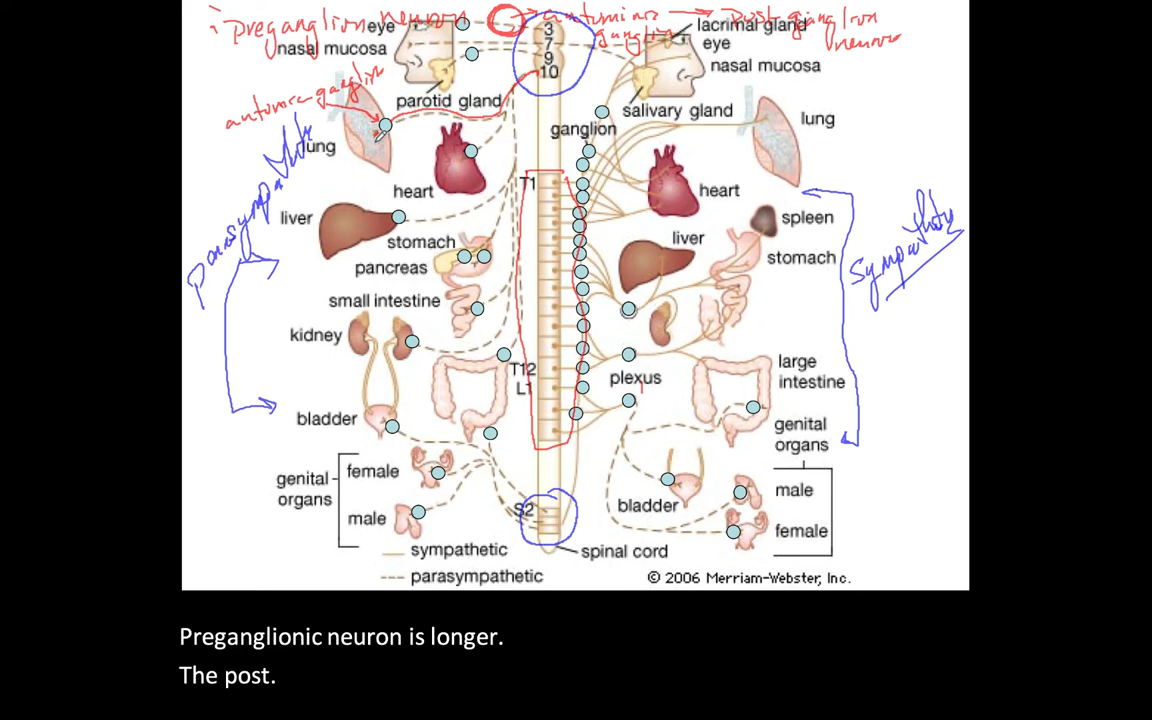 i preganglion neuron → autonomic ganglion → post ganglion neuron
eye
nasal mucosa
parotid gland
3
7
9
10
lacrimal gland
eye
nasal mucosa
salivary gland
autonomic ganglion
parasympathetic
lung
heart
liver
stomach
pancreas
small intestine
kidney
bladder
genital organs
female
male
ganglion
T1
T12
L1
S2
plexus
lung
heart
spleen
liver
stomach
large intestine
genital organs
male
female
bladder
sympathetic
spinal cord
sympathetic
parasympathetic
© 2006 Merriam-Webster, Inc.
Preganglionic neuron is longer.
The post.